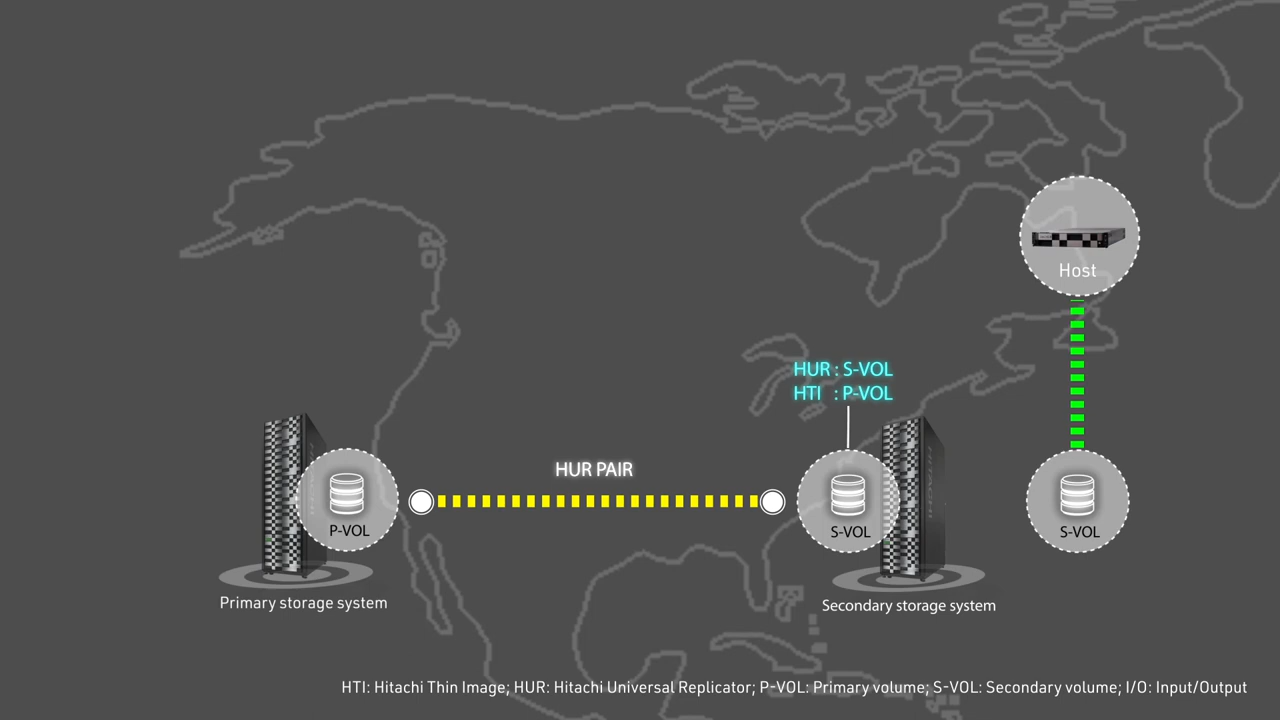 Host
HUR : S-VOL
HTI : P-VOL
HUR PAIR
P-VOL
S-VOL
S-VOL
Primary storage system
Secondary storage system
HTI: Hitachi Thin Image; HUR: Hitachi Universal Replicator; P-VOL: Primary volume; S-VOL: Secondary volume; I/O: Input/Output